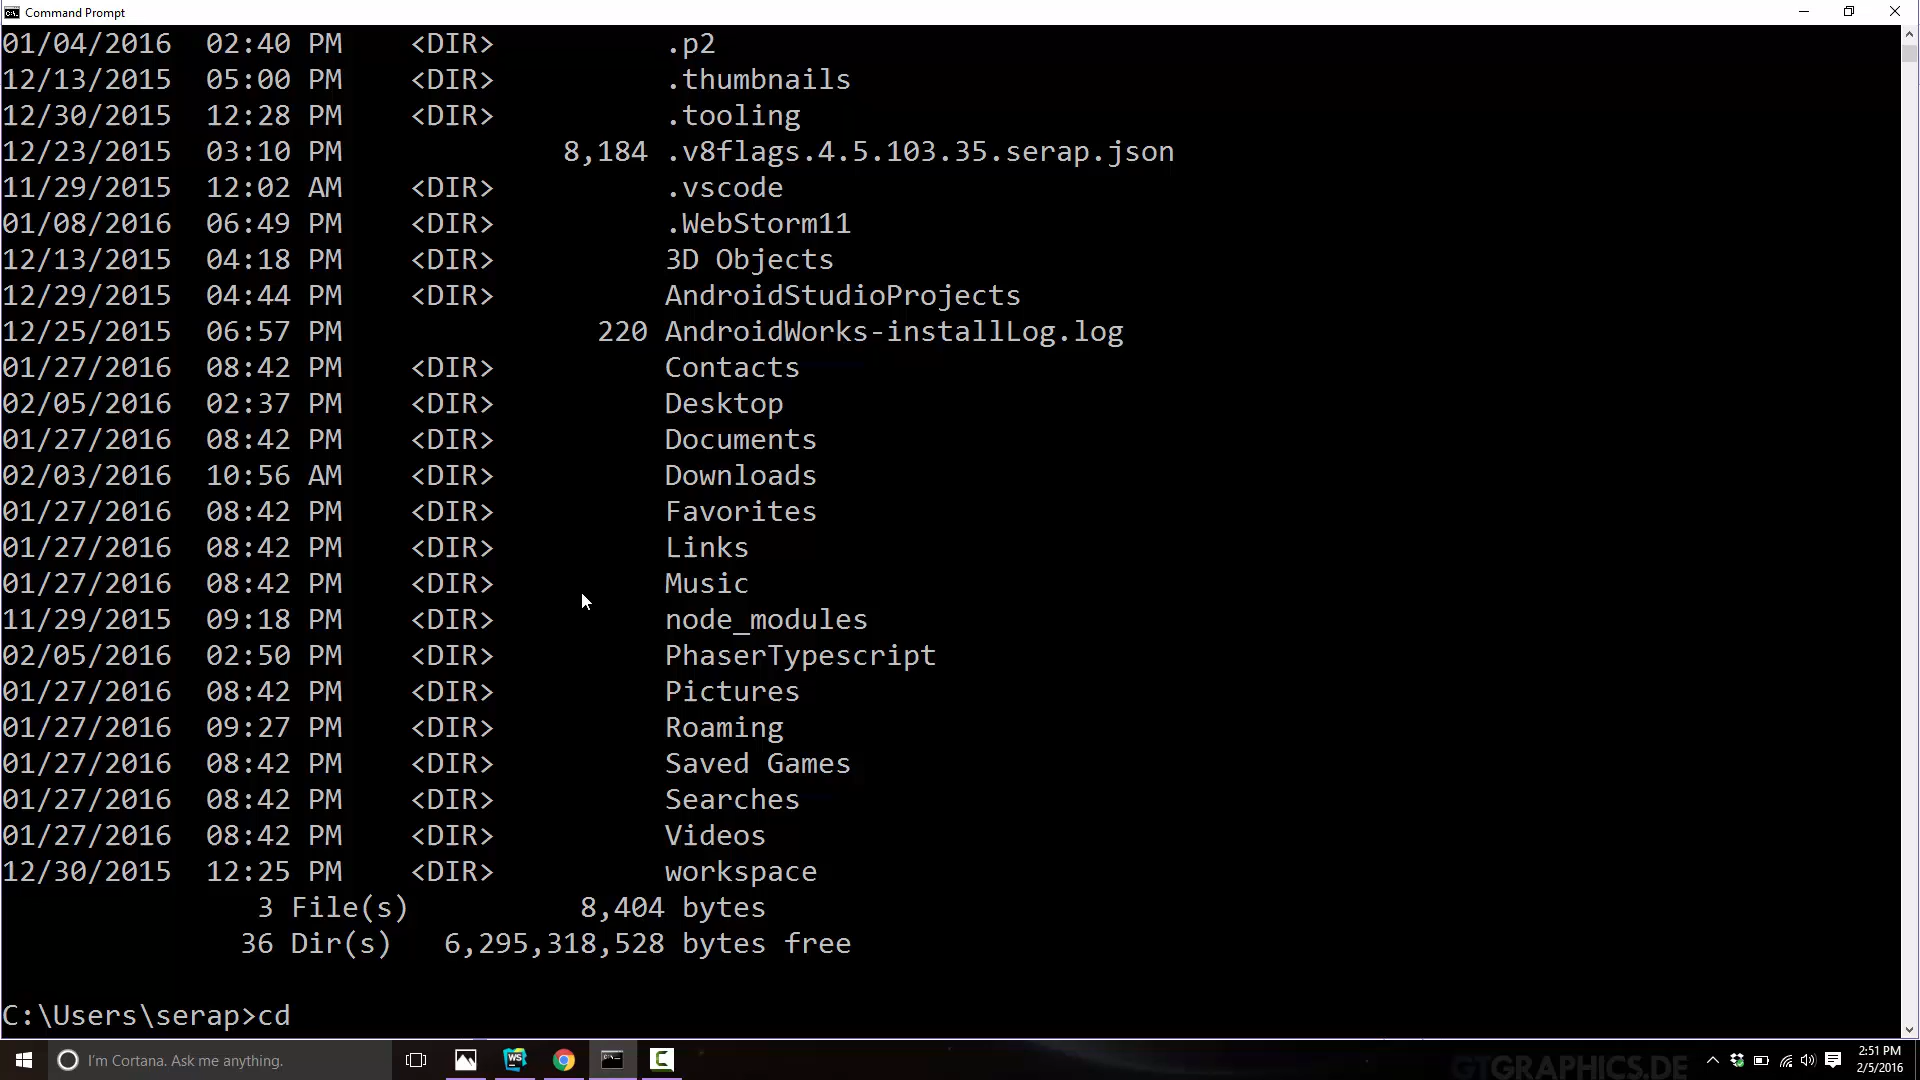 Command Prompt
01/04/2016 02:40 PM <DIR> .p2
12/13/2015 05:00 PM <DIR> .thumbnails
12/30/2015 12:28 PM <DIR> .tooling
12/23/2015 03:10 PM 8,184 .v8flags.4.5.103.35.serap.json
11/29/2015 12:02 AM <DIR> .vscode
01/08/2016 06:49 PM <DIR> .WebStorm11
12/13/2015 04:18 PM <DIR> 3D Objects
12/29/2015 04:44 PM <DIR> AndroidStudioProjects
12/25/2015 06:57 PM 220 AndroidWorks-installLog.log
01/27/2016 08:42 PM <DIR> Contacts
02/05/2016 02:37 PM <DIR> Desktop
01/27/2016 08:42 PM <DIR> Documents
02/03/2016 10:56 AM <DIR> Downloads
01/27/2016 08:42 PM <DIR> Favorites
01/27/2016 08:42 PM <DIR> Links
01/27/2016 08:42 PM <DIR> Music
11/29/2015 09:18 PM <DIR> node_modules
02/05/2016 02:50 PM <DIR> PhaserTypescript
01/27/2016 08:42 PM <DIR> Pictures
01/27/2016 09:27 PM <DIR> Roaming
01/27/2016 08:42 PM <DIR> Saved Games
01/27/2016 08:42 PM <DIR> Searches
01/27/2016 08:42 PM <DIR> Videos
12/30/2015 12:25 PM <DIR> workspace
3 File(s) 8,404 bytes
36 Dir(s) 6,295,318,528 bytes free
C:\Users\serap>cd
I'm Cortana. Ask me anything.
WS
GTGRAPHICS.DE
2:51 PM
2/5/2016